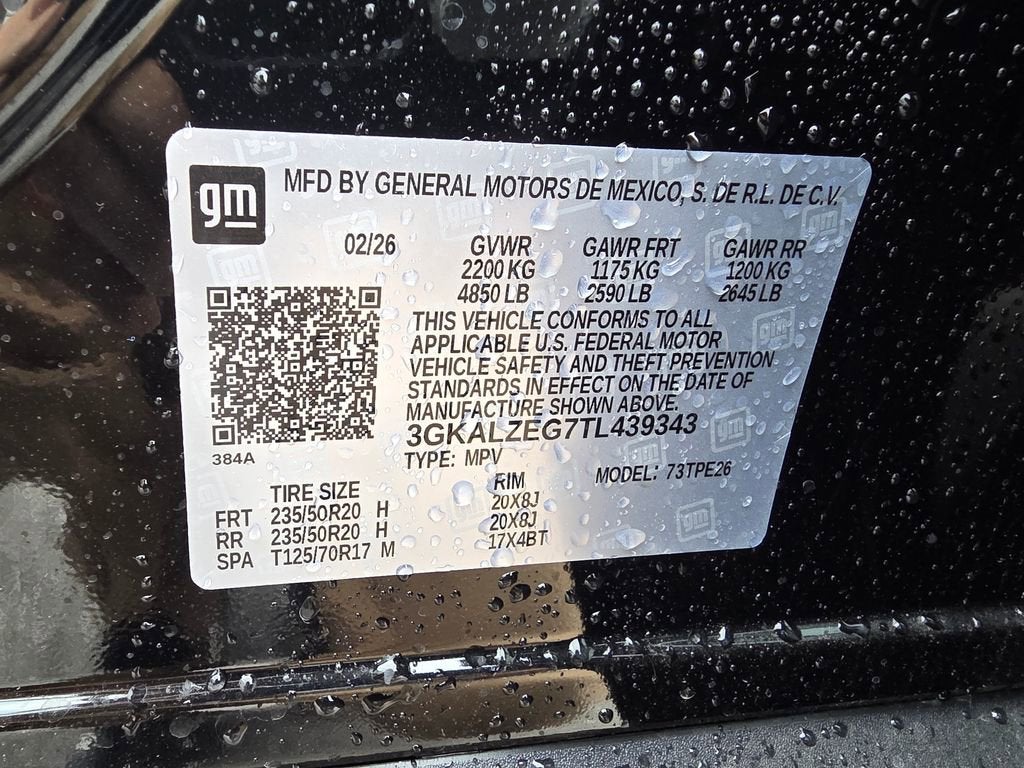 gm MFD BY GENERAL MOTORS DE MEXICO, S. DE R.L. DE C.V.
02/26 GVWR GAWR FRT GAWR RR
2200 KG 1175 KG 1200 KG
4850 LB 2590 LB 2645 LB
THIS VEHICLE CONFORMS TO ALL
APPLICABLE U.S. FEDERAL MOTOR
VEHICLE SAFETY AND THEFT PREVENTION
STANDARDS IN EFFECT ON THE DATE OF
MANUFACTURE SHOWN ABOVE.
3GKALZEG7TL439343
384A
TYPE: MPV MODEL: 73TPE26
TIRE SIZE RIM
FRT 235/50R20 H 20X8J
RR 235/50R20 H 20X8J
SPA T125/70R17 M 17X4BT